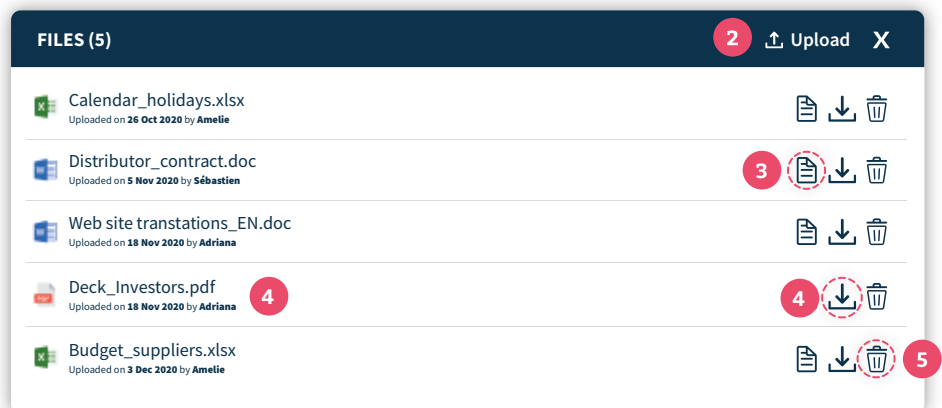 FILES (5)
2
Upload
X
Calendar_holidays.xlsx
Uploaded on 26 Oct 2020 by Amelie
Distributor_contract.doc
Uploaded on 5 Nov 2020 by Sébastien
3
Web site transtations_EN.doc
Uploaded on 18 Nov 2020 by Adriana
Deck_Investors.pdf
Uploaded on 18 Nov 2020 by Adriana
4
4
Budget_suppliers.xlsx
Uploaded on 3 Dec 2020 by Amelie
5